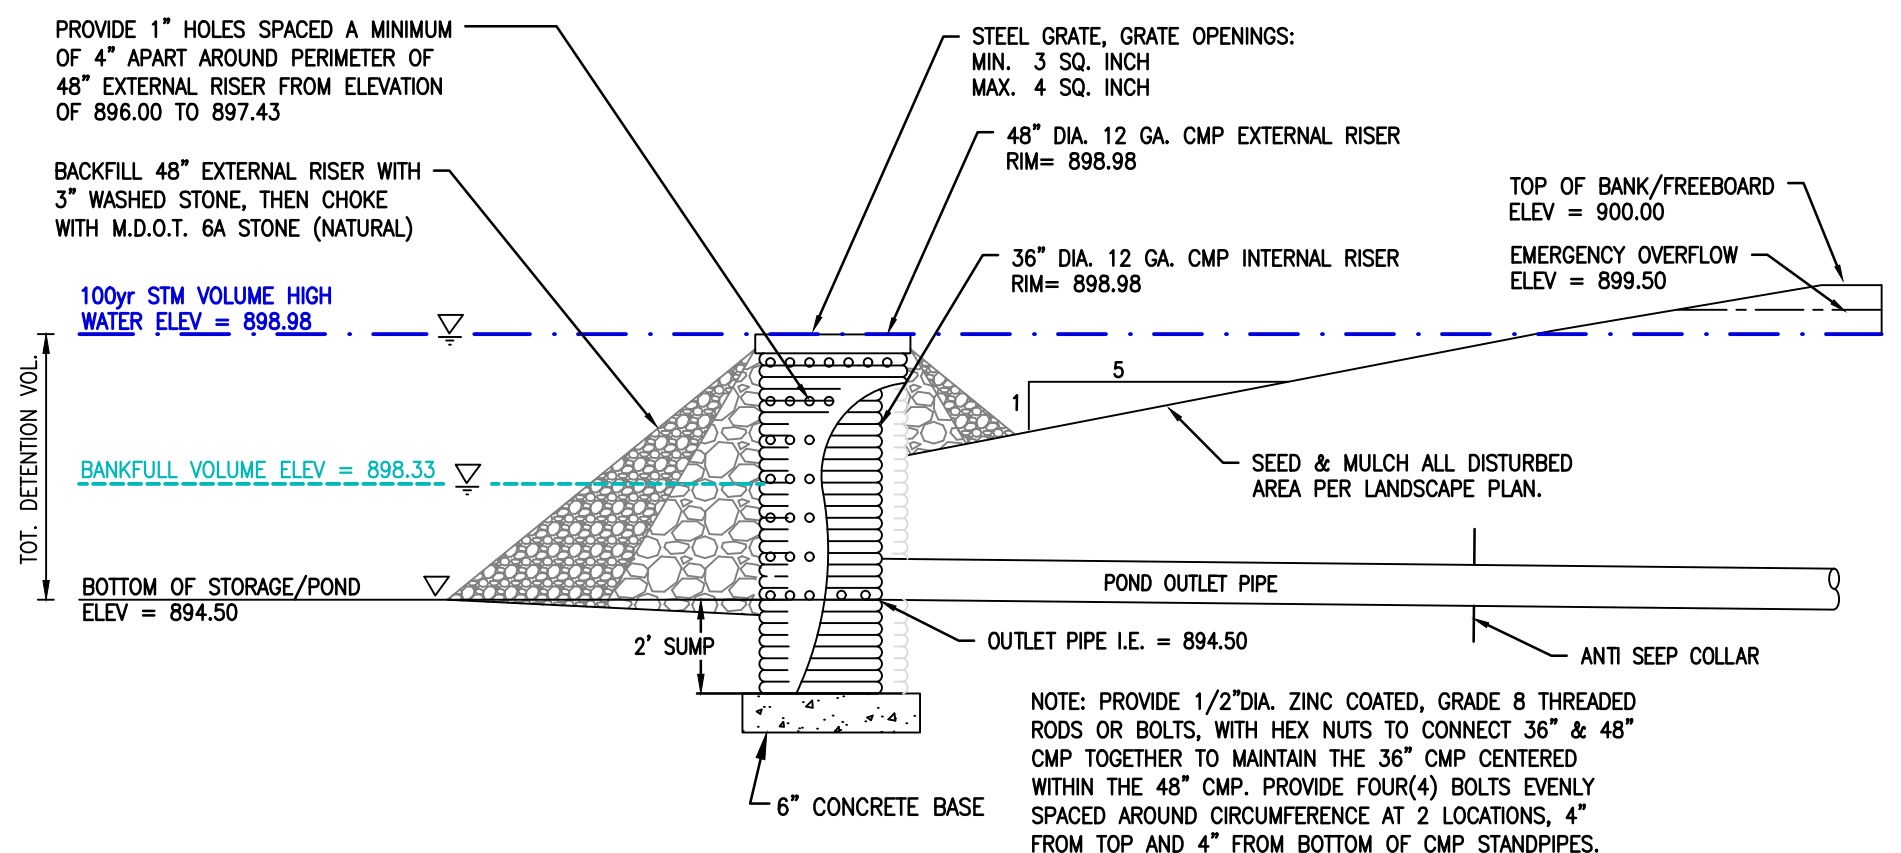 PROVIDE 1" HOLES SPACED A MINIMUM
OF 4" APART AROUND PERIMETER OF
48" EXTERNAL RISER FROM ELEVATION
OF 896.00 TO 897.43
BACKFILL 48" EXTERNAL RISER WITH
3" WASHED STONE, THEN CHOKE
WITH M.D.O.T. 6A STONE (NATURAL)
STEEL GRATE, GRATE OPENINGS:
MIN. 3 SQ. INCH
MAX. 4 SQ. INCH
48" DIA. 12 GA. CMP EXTERNAL RISER
RIM= 898.98
36" DIA. 12 GA. CMP INTERNAL RISER
RIM= 898.98
TOP OF BANK/FREEBOARD
ELEV = 900.00
EMERGENCY OVERFLOW
ELEV = 899.50
100yr STM VOLUME HIGH
WATER ELEV = 898.98
TOT. DETENTION VOL.
5
1
BANKFULL VOLUME ELEV = 898.33
SEED & MULCH ALL DISTURBED
AREA PER LANDSCAPE PLAN.
BOTTOM OF STORAGE/POND
ELEV = 894.50
POND OUTLET PIPE
2' SUMP
OUTLET PIPE I.E. = 894.50
ANTI SEEP COLLAR
6" CONCRETE BASE
NOTE: PROVIDE 1/2"DIA. ZINC COATED, GRADE 8 THREADED
RODS OR BOLTS, WITH HEX NUTS TO CONNECT 36" & 48"
CMP TOGETHER TO MAINTAIN THE 36" CMP CENTERED
WITHIN THE 48" CMP. PROVIDE FOUR(4) BOLTS EVENLY
SPACED AROUND CIRCUMFERENCE AT 2 LOCATIONS, 4"
FROM TOP AND 4" FROM BOTTOM OF CMP STANDPIPES.